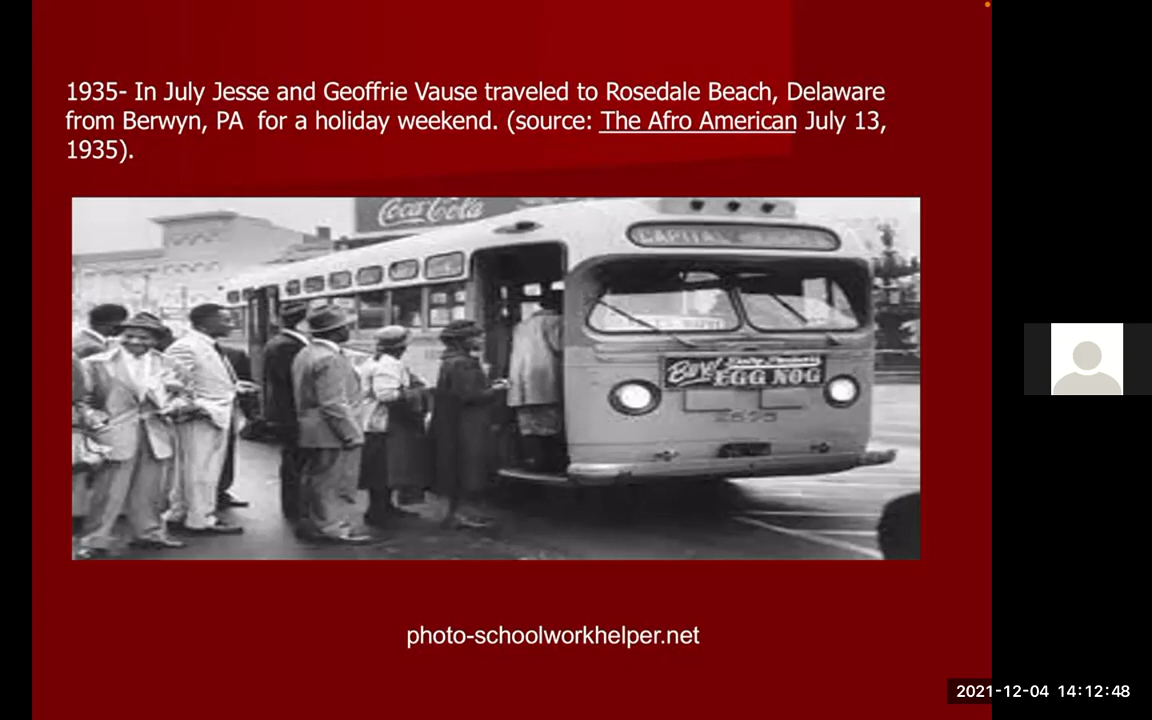 1935- In July Jesse and Geoffrie Vause traveled to Rosedale Beach, Delaware
from Berwyn, PA for a holiday weekend. (source: The Afro American July 13,
1935).
Coca-Cola
CAPITAL
EGG NOG
2695
photo-schoolworkhelper.net
2021-12-04 14:12:48